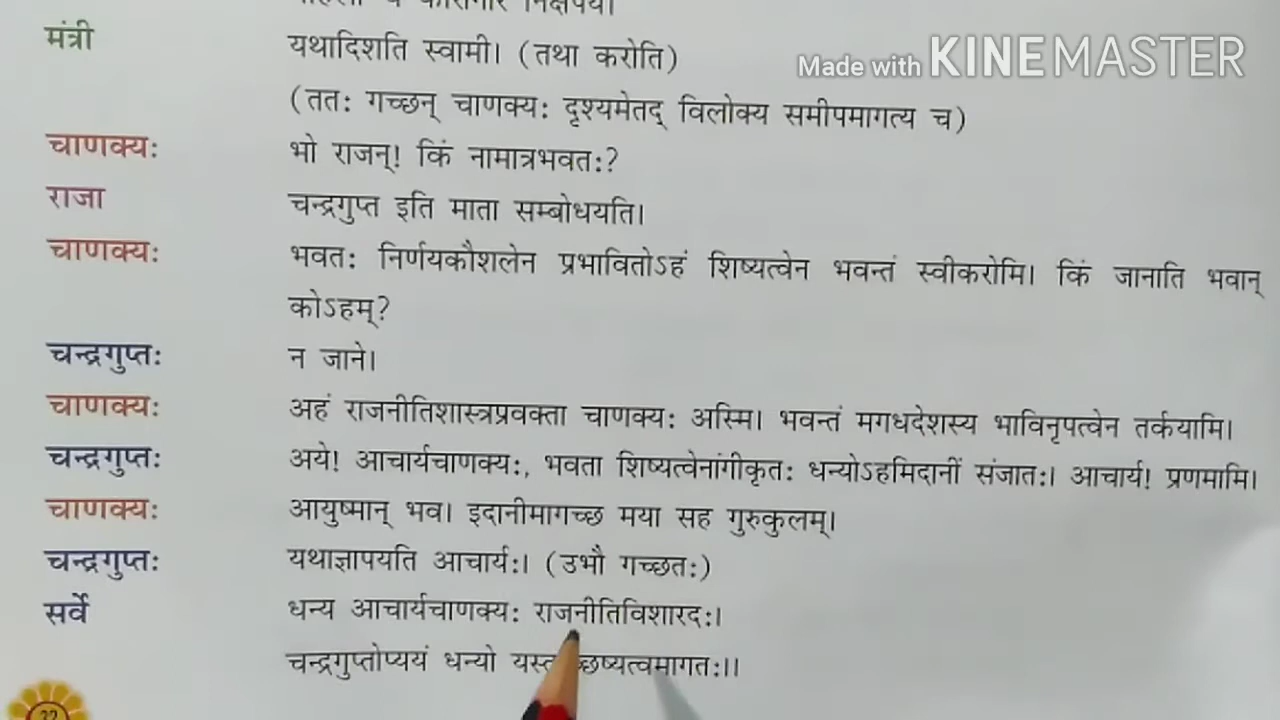 मंत्री यथादिशति स्वामी। (तथा करोति)
Made with KINEMASTER
(ततः गच्छन् चाणक्यः दृश्यमेतद् विलोक्य समीपमागत्य च)
चाणक्यः भो राजन्! किं नामात्रभवतः?
राजा चन्द्रगुप्त इति माता सम्बोधयति।
चाणक्यः भवतः निर्णयकौशलेन प्रभावितोऽहं शिष्यत्वेन भवन्तं स्वीकरोमि। किं जानाति भवान्
कोऽहम्?
चन्द्रगुप्तः न जाने।
चाणक्यः अहं राजनीतिशास्त्रप्रवक्ता चाणक्यः अस्मि। भवन्तं मगधदेशस्य भाविनृपत्वेन तर्कयामि।
चन्द्रगुप्तः अये! आचार्यचाणक्यः, भवता शिष्यत्वेनांगीकृतः धन्योऽहमिदानीं संजातः। आचार्य! प्रणमामि।
चाणक्यः आयुष्मान् भव। इदानीमागच्छ मया सह गुरुकुलम्।
चन्द्रगुप्तः यथाज्ञापयति आचार्यः। (उभौ गच्छतः)
सर्वे धन्य आचार्यचाणक्यः राजनीतिविशारदः।
चन्द्रगुप्तोप्ययं धन्यो